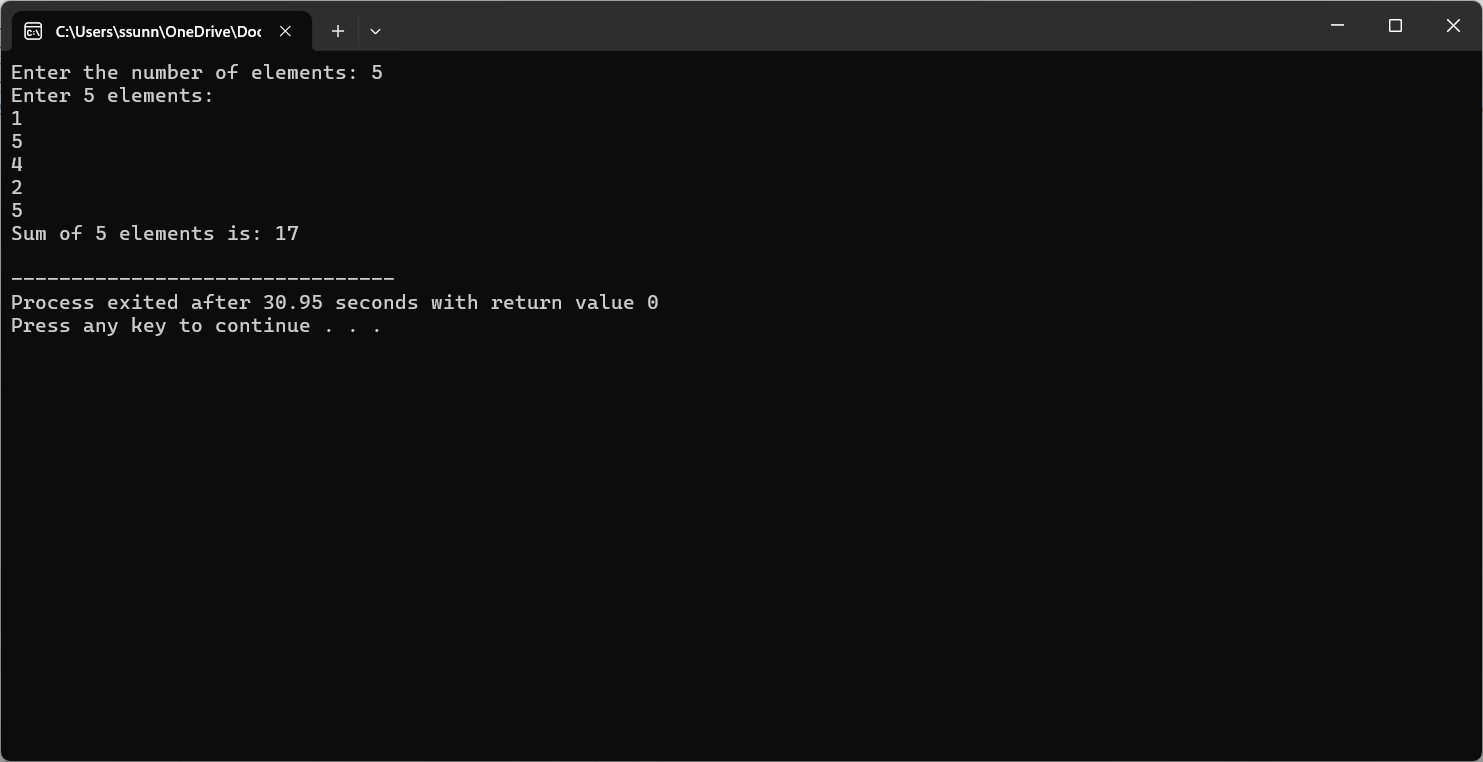 C:\Users\ssunn\OneDrive\Doc
Enter the number of elements: 5
Enter 5 elements:
1
5
4
2
5
Sum of 5 elements is: 17
--------------------------------
Process exited after 30.95 seconds with return value 0
Press any key to continue . . .